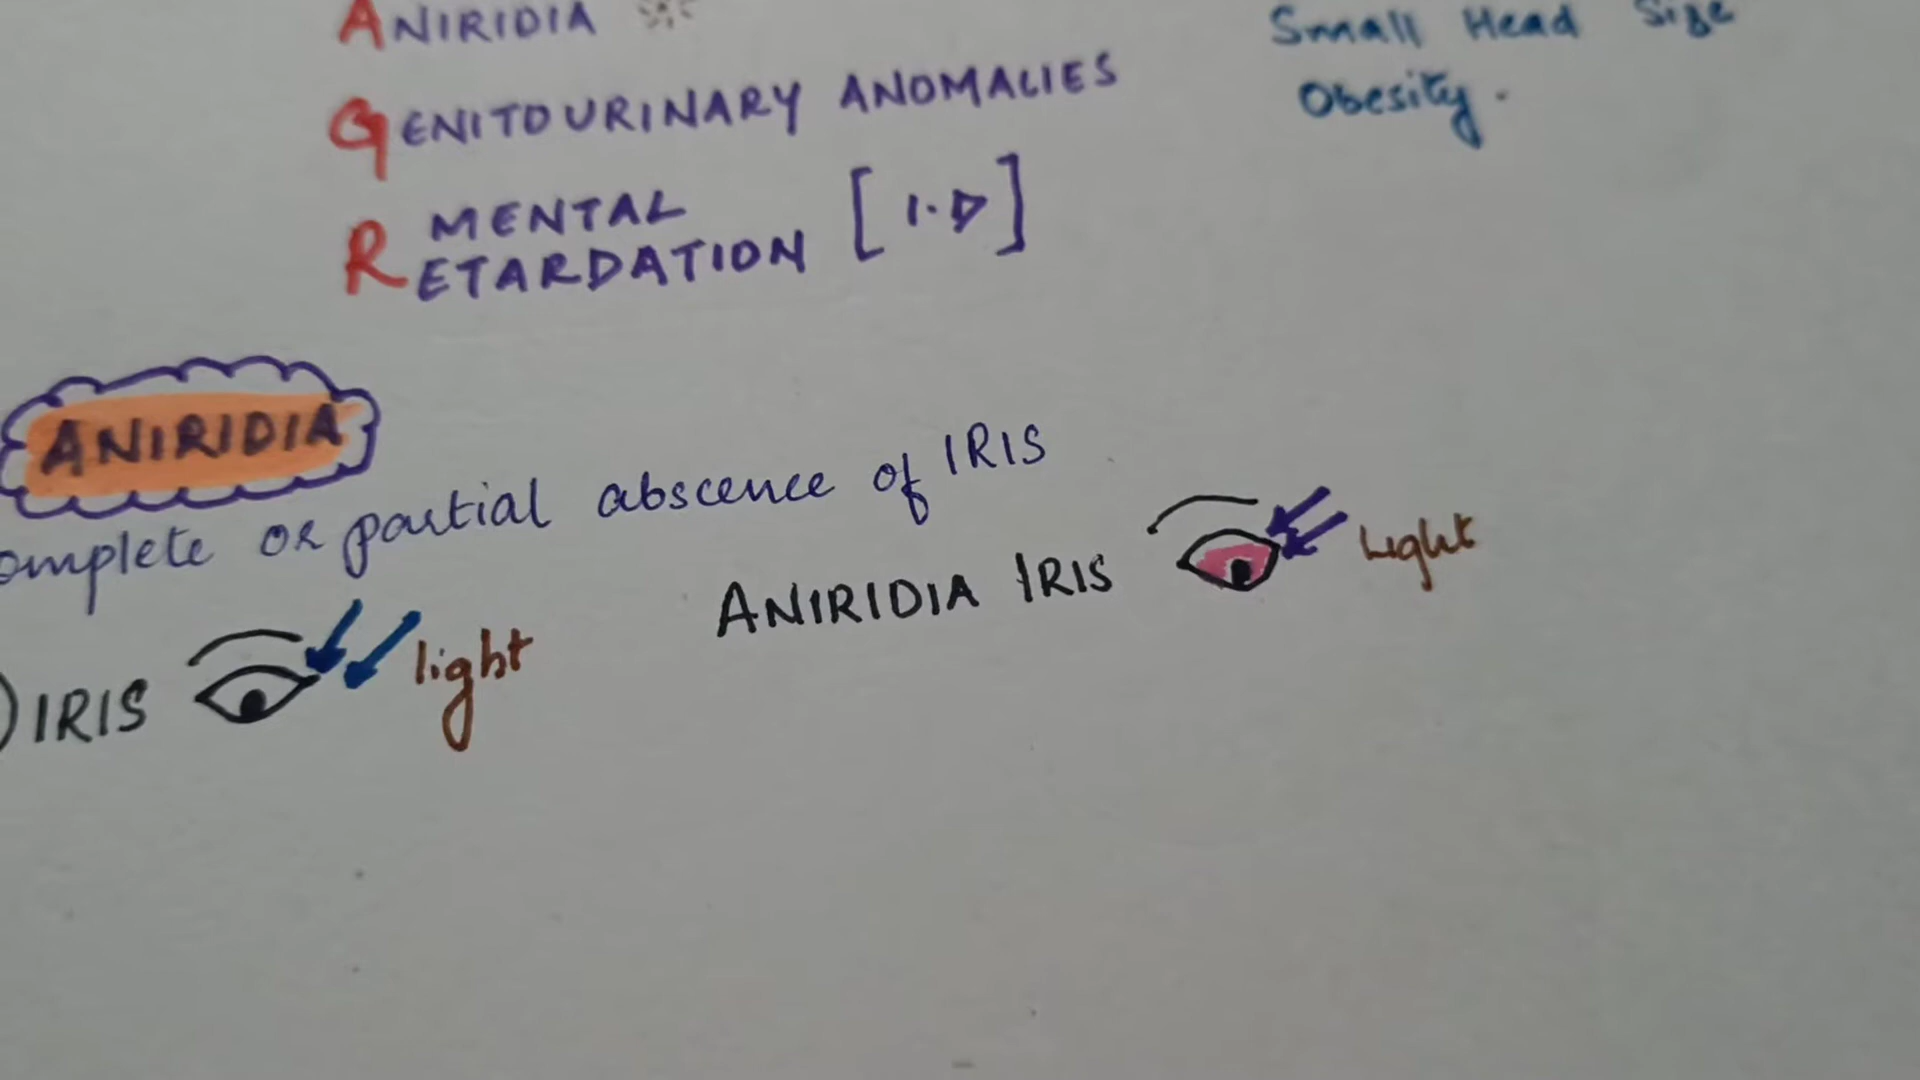 ANIRIDIA
GENITOURINARY ANOMALIES
MENTAL
RETARDATION [I.D]
Small Head Size
Obesity.
ANIRIDIA
omplete or partial abscence of IRIS
ANIRIDIA IRIS
Light
) IRIS
light